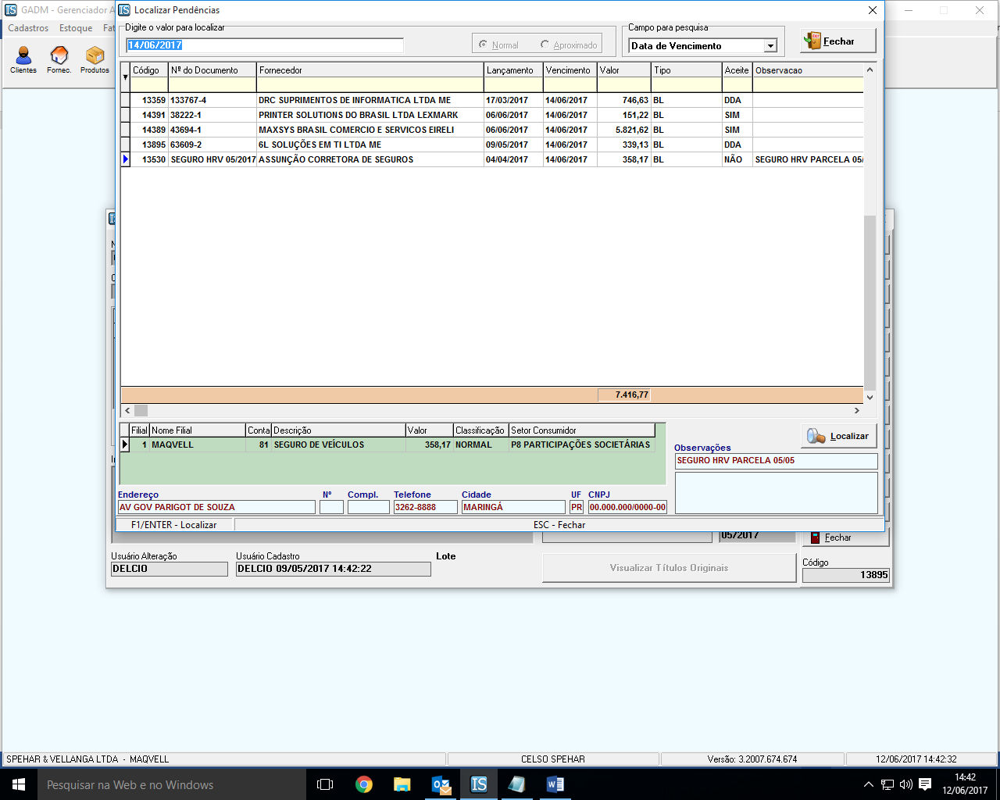 GADM - Gerenciador A
Localizar Pendências
Cadastros Estoque Fat
Clientes Fornec. Produtos
Digite o valor para localizar
14/06/2017
Normal Aproximado
Campo para pesquisa
Data de Vencimento
Fechar
Código Nº do Documento Fornecedor Lançamento Vencimento Valor Tipo Aceite Observacao
13359 133767-4 DRC SUPRIMENTOS DE INFORMATICA LTDA ME 17/03/2017 14/06/2017 746,63 BL DDA
14391 38222-1 PRINTER SOLUTIONS DO BRASIL LTDA LEXMARK 06/06/2017 14/06/2017 151,22 BL SIM
14389 43694-1 MAXSYS BRASIL COMERCIO E SERVICOS EIRELI 06/06/2017 14/06/2017 5.821,62 BL SIM
13895 63609-2 6L SOLUÇÕES EM TI LTDA ME 09/05/2017 14/06/2017 339,13 BL DDA
13530 SEGURO HRV 05/2017 ASSUNÇÃO CORRETORA DE SEGUROS 04/04/2017 14/06/2017 358,17 BL NÃO SEGURO HRV PARCELA 05/
7.416,77
Filial Nome Filial Conta Descrição Valor Classificação Setor Consumidor
1 MAQVELL 81 SEGURO DE VEÍCULOS 358,17 NORMAL P8 PARTICIPAÇÕES SOCIETÁRIAS
Localizar
Observações
SEGURO HRV PARCELA 05/05
Endereço Nº Compl. Telefone Cidade UF CNPJ
AV GOV PARIGOT DE SOUZA 3262-8888 MARINGÁ PR 00.000.000/0000-00
F1/ENTER - Localizar ESC - Fechar
05/2017
Fechar
Usuário Alteração Usuário Cadastro Lote
DELCIO DELCIO 09/05/2017 14:42:22
Visualizar Títulos Originais
Código
13895
SPEHAR & VELLANGA LTDA - MAQVELL CELSO SPEHAR Versão: 3.2007.674.674 12/06/2017 14:42:32
Pesquisar na Web e no Windows
14:42
12/06/2017